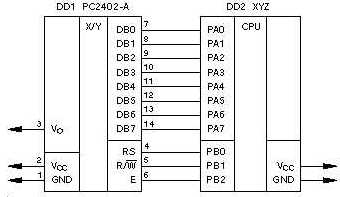 DD1 PC2402-A DD2 XYZ
X/Y CPU
DB0 7 PA0
DB1 8 PA1
DB2 9 PA2
DB3 10 PA3
DB4 11 PA4
DB5 12 PA5
DB6 13 PA6
3 VO DB7 14 PA7
RS 4 PB0
2 VCC R/W 5 PB1 VCC
1 GND E 6 PB2 GND